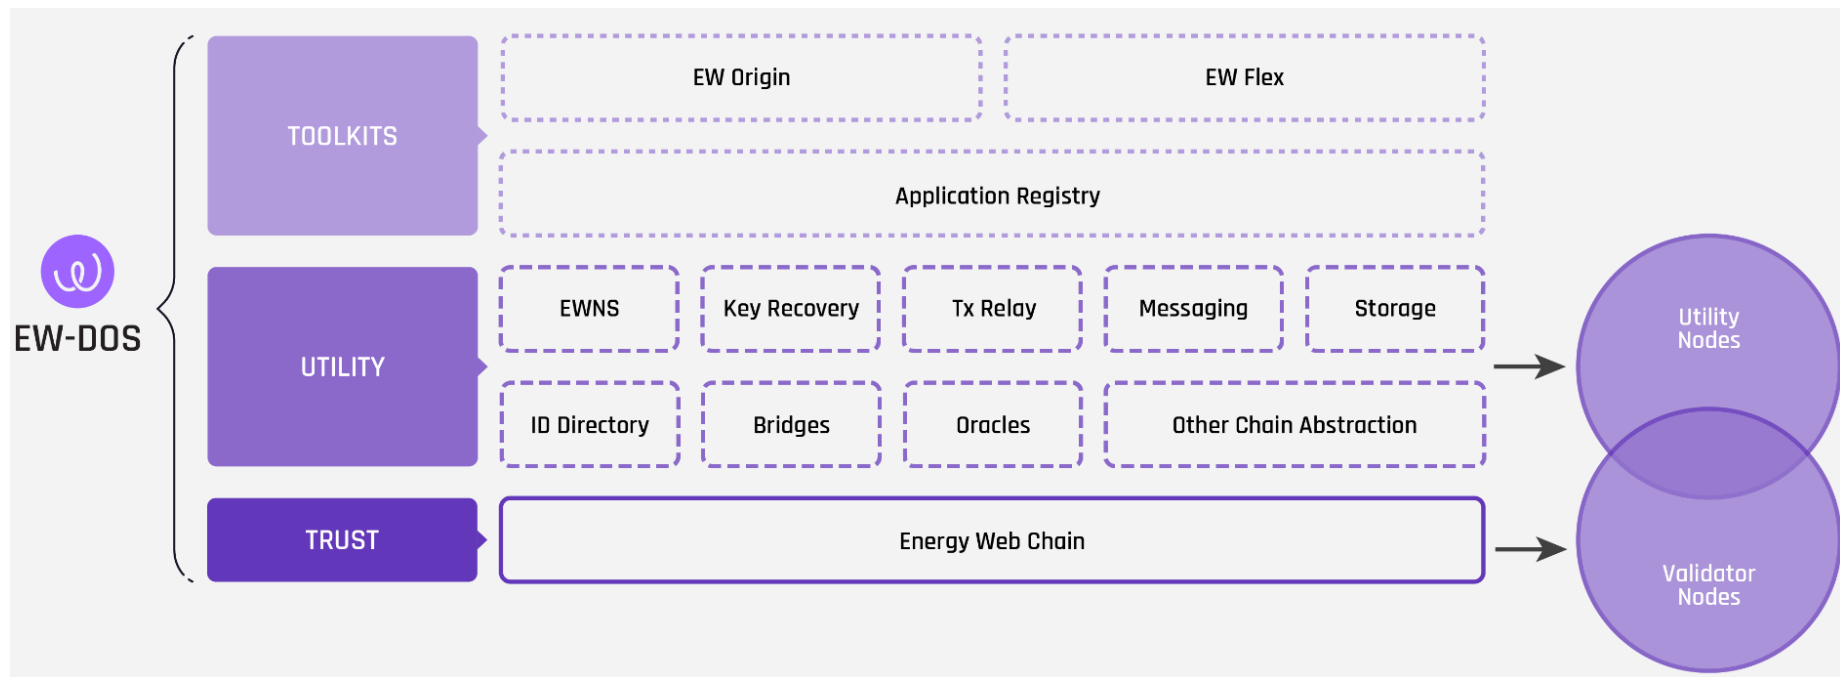 EW-DOS
TOOLKITS
EW Origin
EW Flex
Application Registry
UTILITY
EWNS
Key Recovery
Tx Relay
Messaging
Storage
ID Directory
Bridges
Oracles
Other Chain Abstraction
TRUST
Energy Web Chain
Utility
Nodes
Validator
Nodes